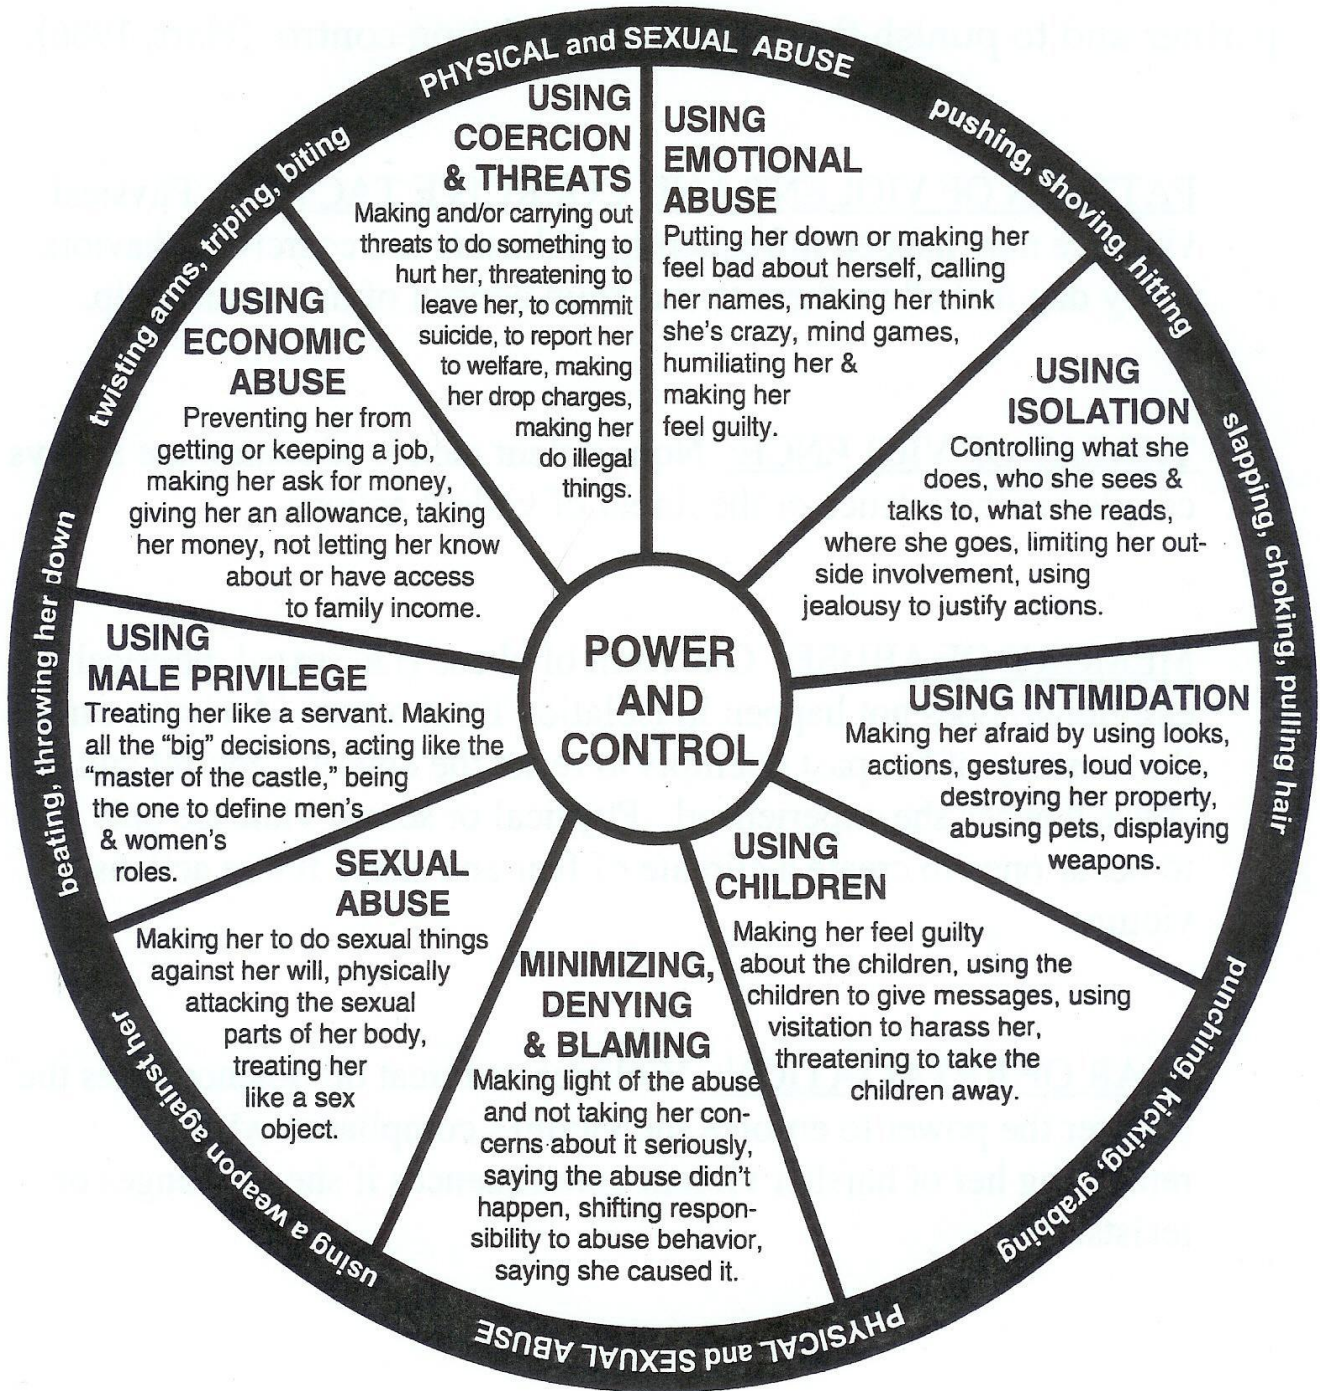 PHYSICAL and SEXUAL ABUSE
pushing, shoving, hitting
slapping, choking, pulling hair
punching, kicking, grabbing
PHYSICAL and SEXUAL ABUSE
using a weapon against her
beating, throwing her down
twisting arms, triping, biting
POWER
AND
CONTROL
USING
EMOTIONAL
ABUSE
Putting her down or making her
feel bad about herself, calling
her names, making her think
she's crazy, mind games,
humiliating her &
making her
feel guilty.
USING
ISOLATION
Controlling what she
does, who she sees &
talks to, what she reads,
where she goes, limiting her out-
side involvement, using
jealousy to justify actions.
USING INTIMIDATION
Making her afraid by using looks,
actions, gestures, loud voice,
destroying her property,
abusing pets, displaying
weapons.
USING
CHILDREN
Making her feel guilty
about the children, using the
children to give messages, using
visitation to harass her,
threatening to take the
children away.
MINIMIZING,
DENYING
& BLAMING
Making light of the abuse
and not taking her con-
cerns about it seriously,
saying the abuse didn't
happen, shifting respon-
sibility to abuse behavior,
saying she caused it.
SEXUAL
ABUSE
Making her to do sexual things
against her will, physically
attacking the sexual
parts of her body,
treating her
like a sex
object.
USING
MALE PRIVILEGE
Treating her like a servant. Making
all the “big” decisions, acting like the
“master of the castle,” being
the one to define men's
& women's
roles.
USING
ECONOMIC
ABUSE
Preventing her from
getting or keeping a job,
making her ask for money,
giving her an allowance, taking
her money, not letting her know
about or have access
to family income.
USING
COERCION
& THREATS
Making and/or carrying out
threats to do something to
hurt her, threatening to
leave her, to commit
suicide, to report her
to welfare, making
her drop charges,
making her
do illegal
things.